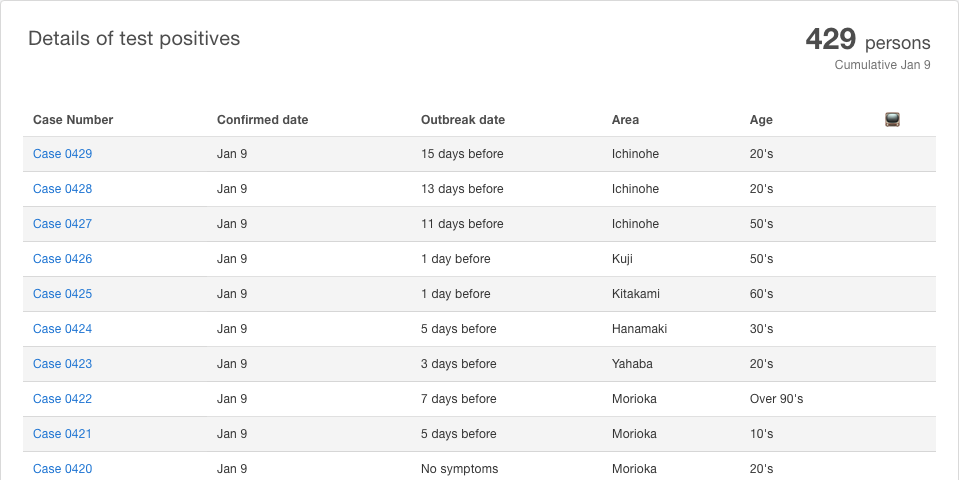 Details of test positives
429 persons
Cumulative Jan 9
Case Number Confirmed date Outbreak date Area Age
Case 0429 Jan 9 15 days before Ichinohe 20's
Case 0428 Jan 9 13 days before Ichinohe 20's
Case 0427 Jan 9 11 days before Ichinohe 50's
Case 0426 Jan 9 1 day before Kuji 50's
Case 0425 Jan 9 1 day before Kitakami 60's
Case 0424 Jan 9 5 days before Hanamaki 30's
Case 0423 Jan 9 3 days before Yahaba 20's
Case 0422 Jan 9 7 days before Morioka Over 90's
Case 0421 Jan 9 5 days before Morioka 10's
Case 0420 Jan 9 No symptoms Morioka 20's